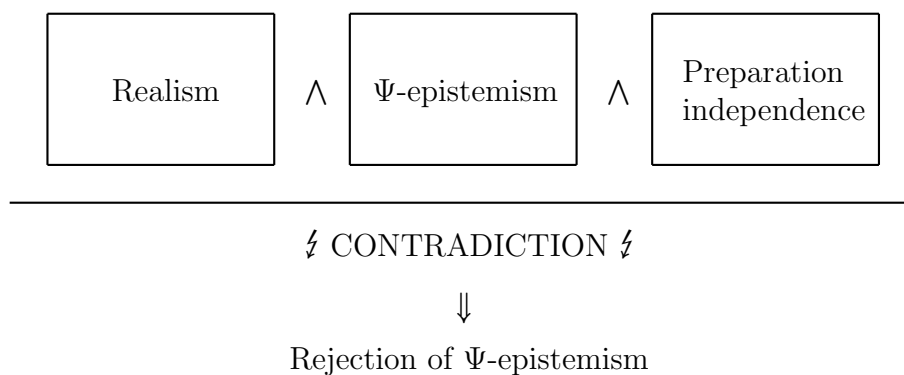 Realism ∧ Ψ-epistemism ∧ Preparation independence
↯ CONTRADICTION ↯
⇓
Rejection of Ψ-epistemism